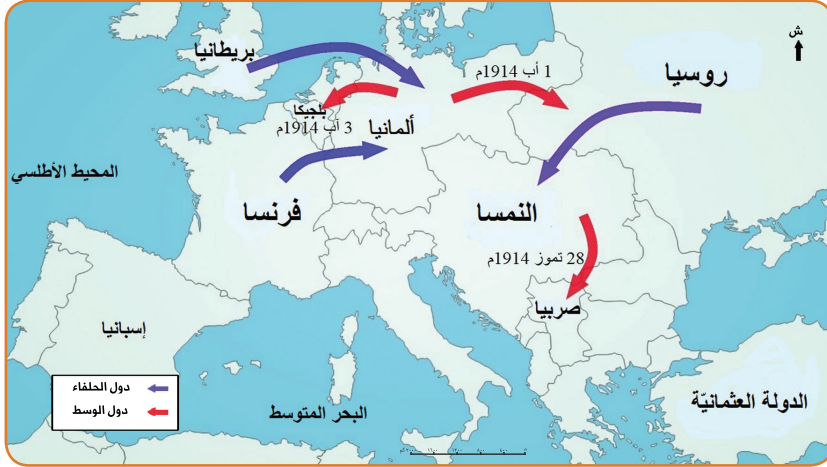 ش
بريطانيا
روسيا
1 آب 1914م
بلجيكا
3 آب 1914م
ألمانيا
المحيط الأطلسي
فرنسا
النمسا
28 تموز 1914م
صربيا
إسبانيا
دول الحلفاء
دول الوسط
البحر المتوسط
الدولة العثمانيّة